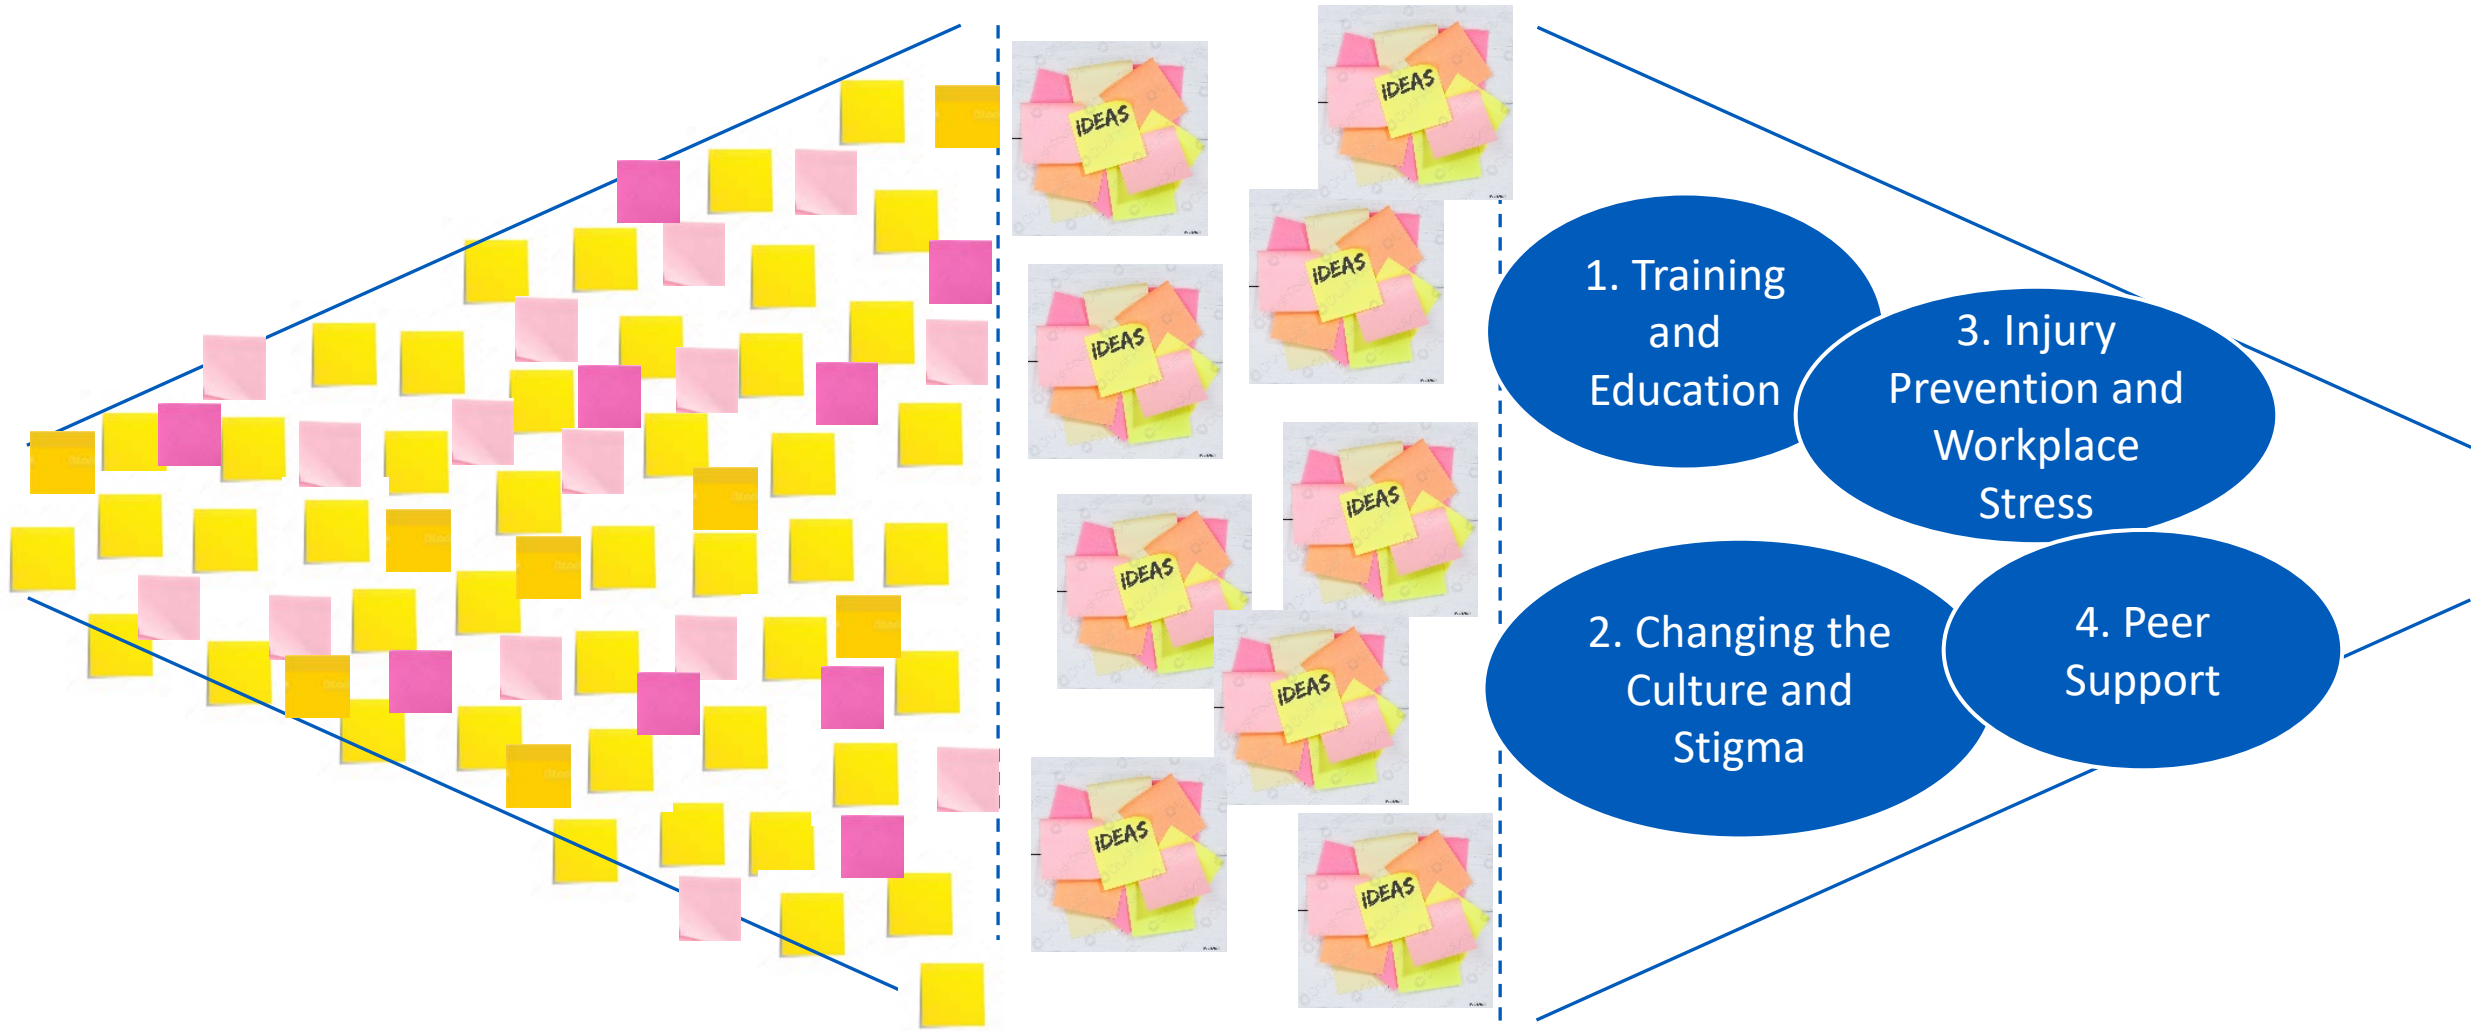 IDEAS
IDEAS
IDEAS
IDEAS
IDEAS
IDEAS
IDEAS
IDEAS
1. Training
and
Education
3. Injury
Prevention and
Workplace
Stress
2. Changing the
Culture and
Stigma
4. Peer
Support